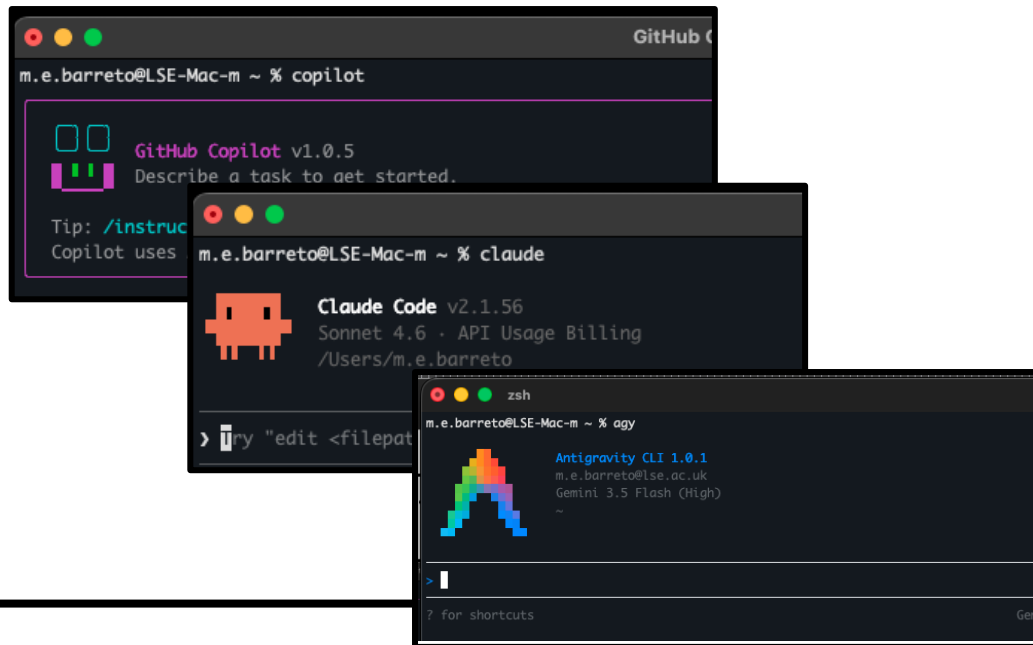 GitHub
m.e.barreto@LSE-Mac-m ~ % copilot
GitHub Copilot v1.0.5
Describe a task to get started.
Tip: /instruc
Copilot uses
m.e.barreto@LSE-Mac-m ~ % claude
Claude Code v2.1.56
Sonnet 4.6 · API Usage Billing
/Users/m.e.barreto
❯ Try "edit <filepat
zsh
m.e.barreto@LSE-Mac-m ~ % agy
Antigravity CLI 1.0.1
m.e.barreto@lse.ac.uk
Gemini 3.5 Flash (High)
~
>
? for shortcuts